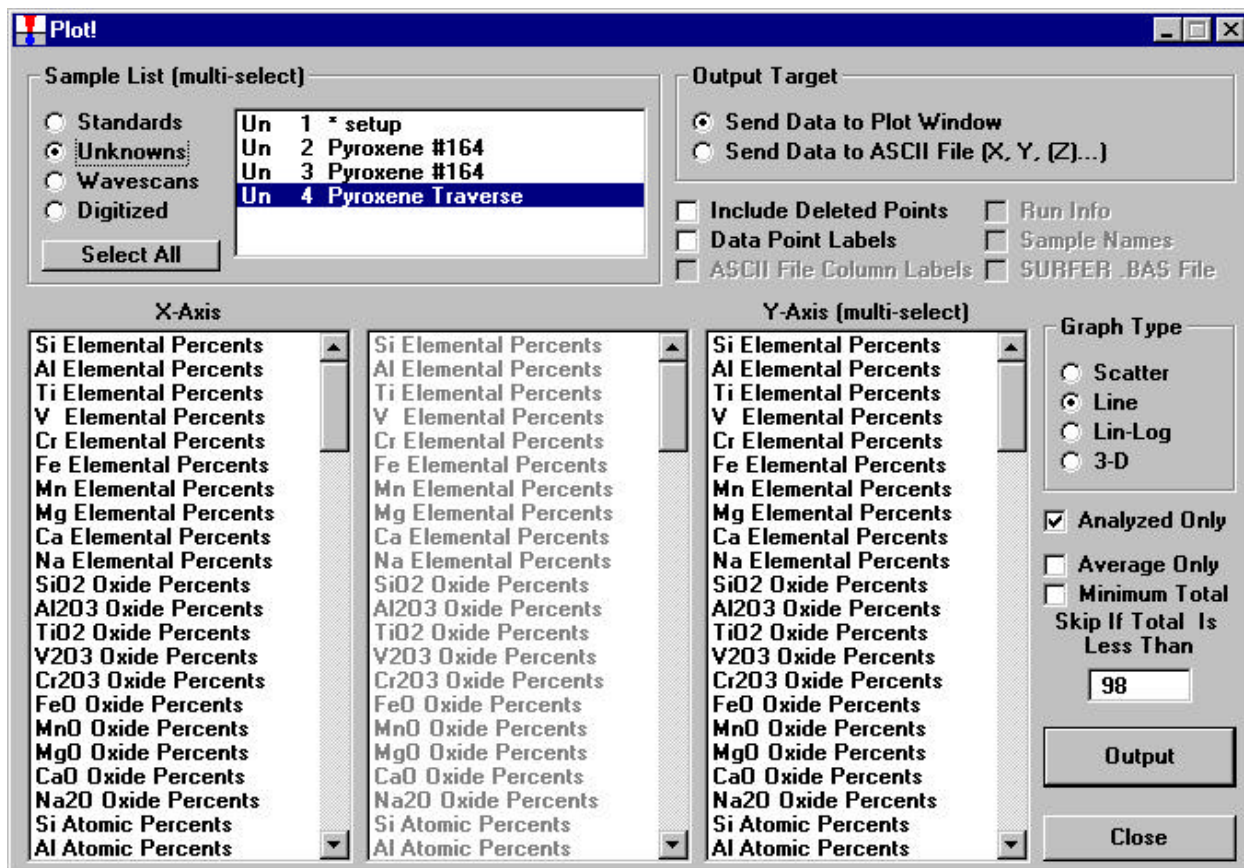 Plot!
Sample List (multi-select)
Standards
Unknowns
Wavescans
Digitized
Select All
Un 1 * setup
Un 2 Pyroxene #164
Un 3 Pyroxene #164
Un 4 Pyroxene Traverse
Output Target
Send Data to Plot Window
Send Data to ASCII File (X, Y, (Z)...)
Include Deleted Points
Run Info
Data Point Labels
Sample Names
ASCII File Column Labels
SURFER .BAS File
X-Axis
Si Elemental Percents
Al Elemental Percents
Ti Elemental Percents
V Elemental Percents
Cr Elemental Percents
Fe Elemental Percents
Mn Elemental Percents
Mg Elemental Percents
Ca Elemental Percents
Na Elemental Percents
SiO2 Oxide Percents
Al2O3 Oxide Percents
TiO2 Oxide Percents
V2O3 Oxide Percents
Cr2O3 Oxide Percents
FeO Oxide Percents
MnO Oxide Percents
MgO Oxide Percents
CaO Oxide Percents
Na2O Oxide Percents
Si Atomic Percents
Al Atomic Percents
Si Elemental Percents
Al Elemental Percents
Ti Elemental Percents
V Elemental Percents
Cr Elemental Percents
Fe Elemental Percents
Mn Elemental Percents
Mg Elemental Percents
Ca Elemental Percents
Na Elemental Percents
SiO2 Oxide Percents
Al2O3 Oxide Percents
TiO2 Oxide Percents
V2O3 Oxide Percents
Cr2O3 Oxide Percents
FeO Oxide Percents
MnO Oxide Percents
MgO Oxide Percents
CaO Oxide Percents
Na2O Oxide Percents
Si Atomic Percents
Al Atomic Percents
Y-Axis (multi-select)
Si Elemental Percents
Al Elemental Percents
Ti Elemental Percents
V Elemental Percents
Cr Elemental Percents
Fe Elemental Percents
Mn Elemental Percents
Mg Elemental Percents
Ca Elemental Percents
Na Elemental Percents
SiO2 Oxide Percents
Al2O3 Oxide Percents
TiO2 Oxide Percents
V2O3 Oxide Percents
Cr2O3 Oxide Percents
FeO Oxide Percents
MnO Oxide Percents
MgO Oxide Percents
CaO Oxide Percents
Na2O Oxide Percents
Si Atomic Percents
Al Atomic Percents
Graph Type
Scatter
Line
Lin-Log
3-D
Analyzed Only
Average Only
Minimum Total
Skip If Total Is
Less Than
98
Output
Close